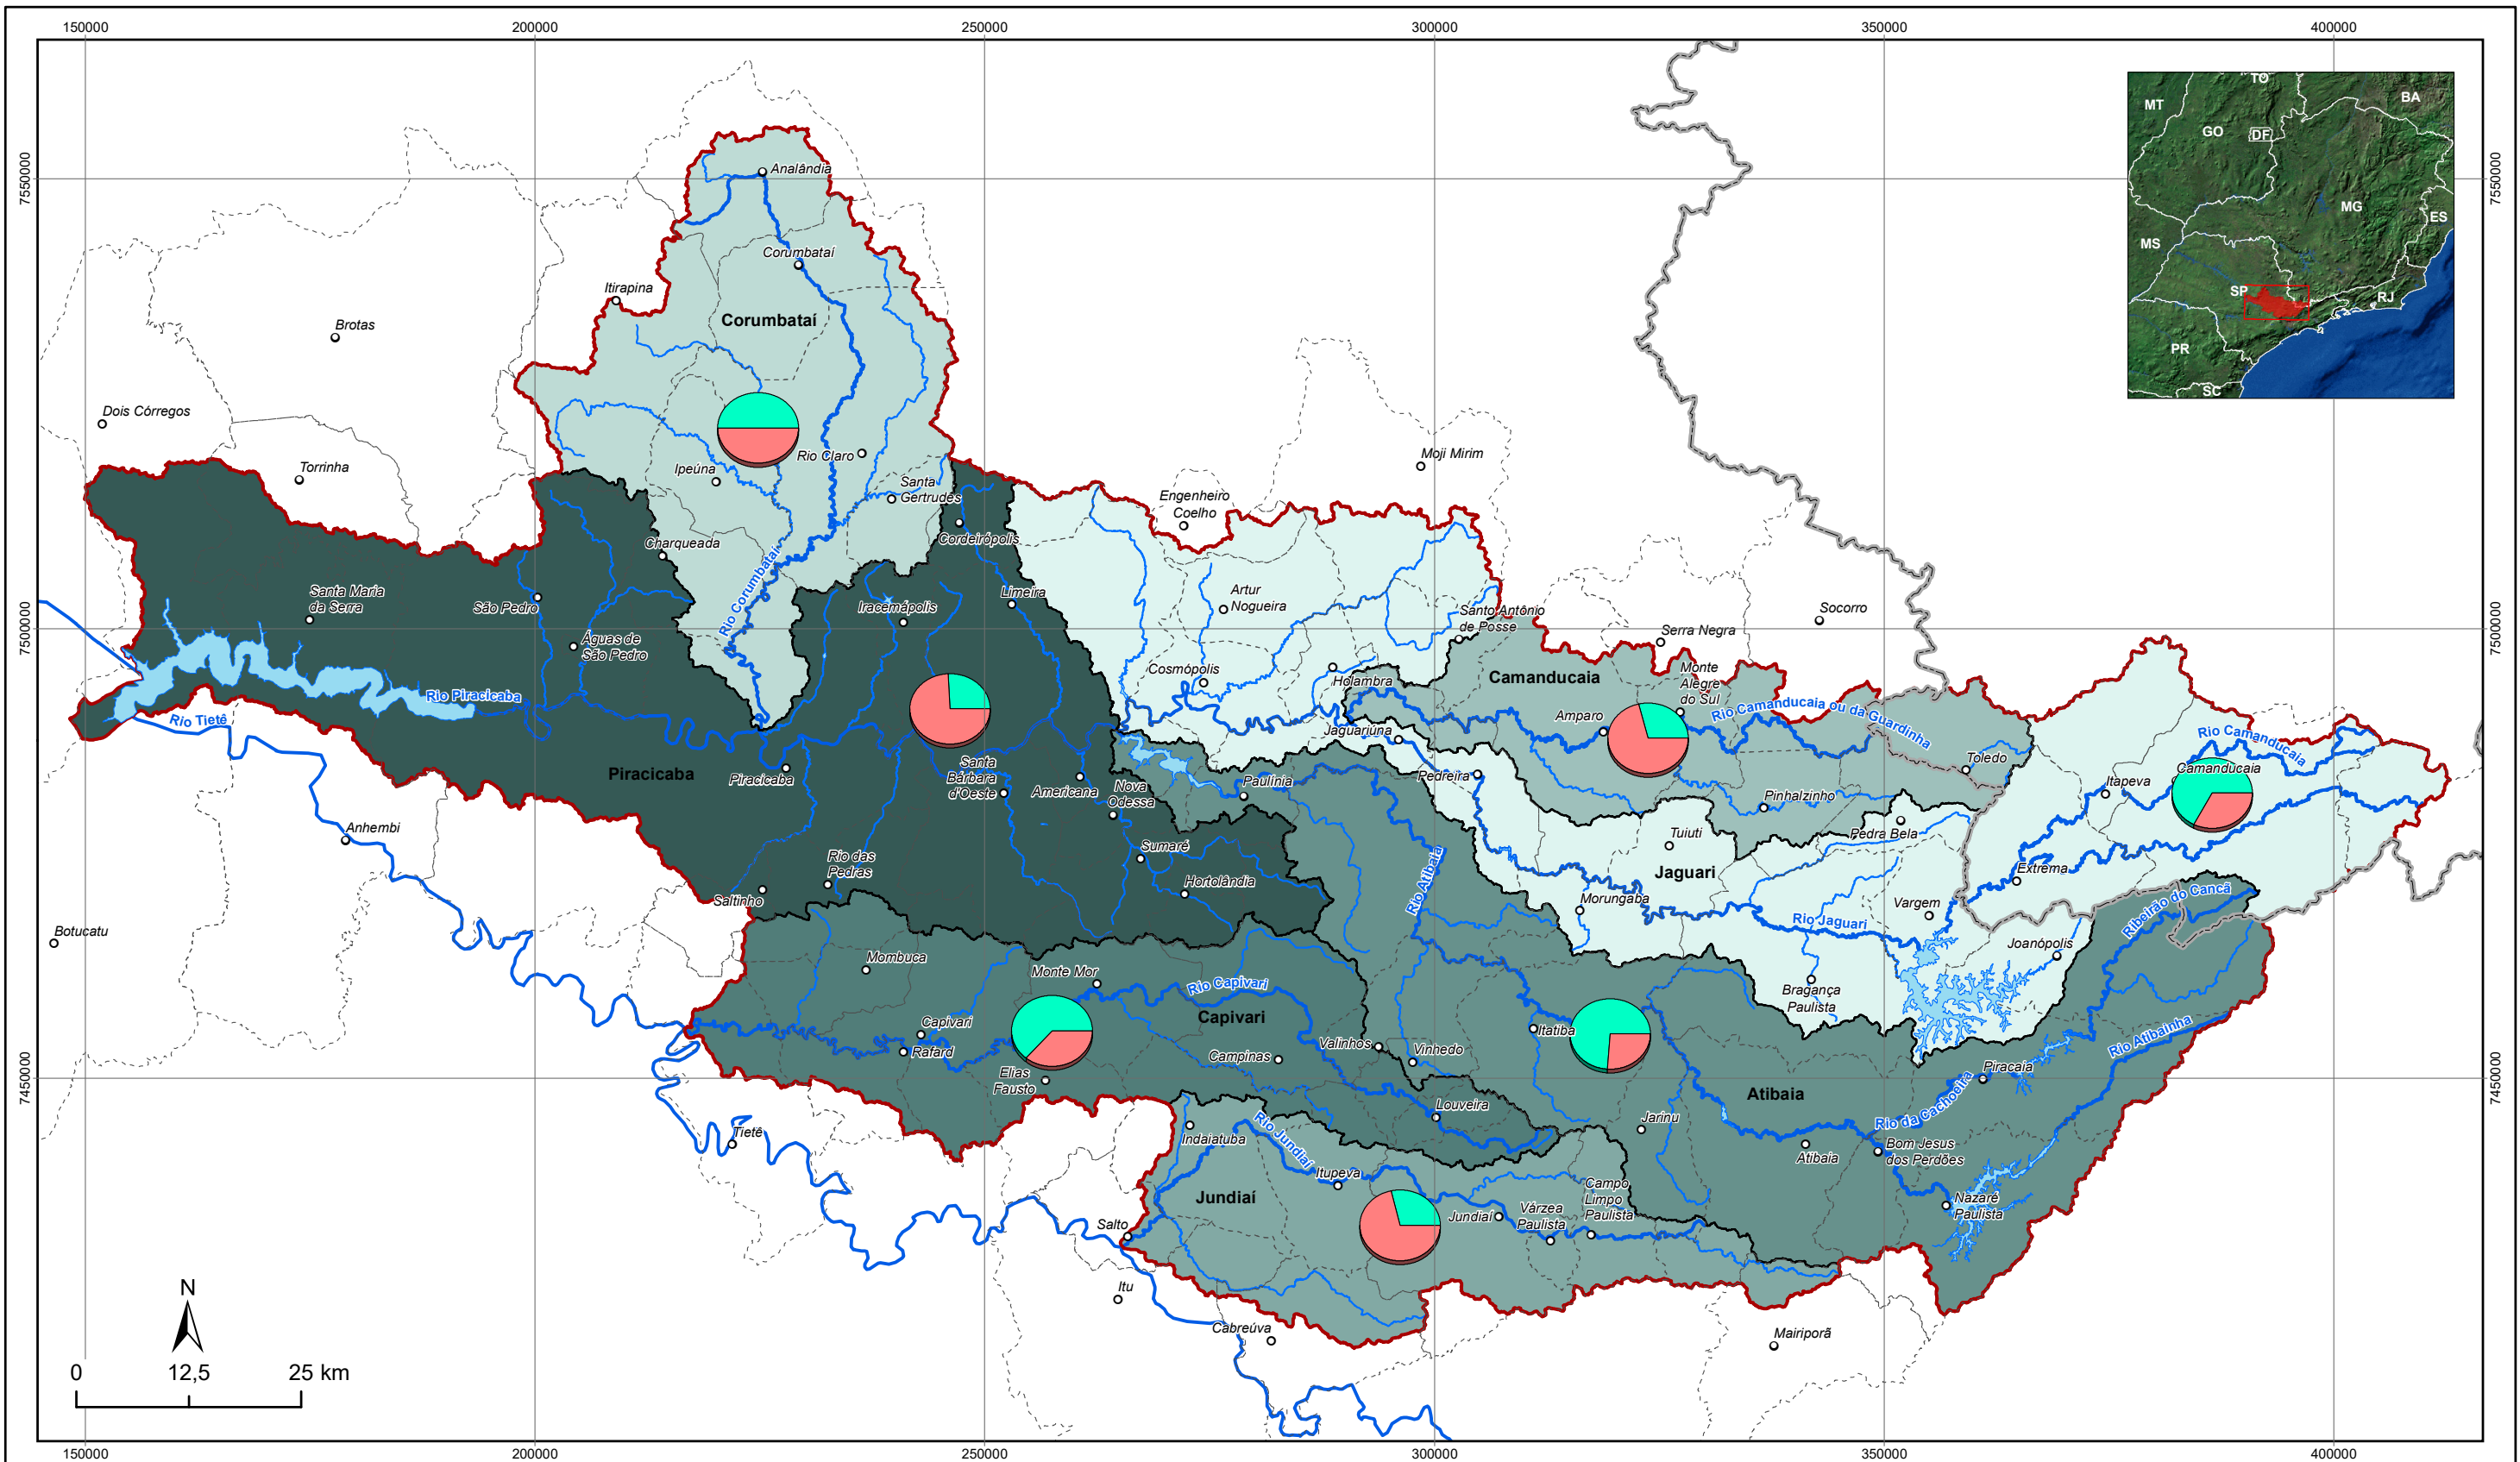 150000
200000
250000
300000
350000
400000
7550000
7550000
TO
MT
BA
GO
DF
MG
ES
MS
SP
RJ
PR
SC
Analândia
Corumbataí
Itirapina
Corumbataí
Brotas
Dois Córregos
Torrinha
Ipeúna
Rio Claro
Santa
Gertrudes
Moji Mirim
Engenheiro
Coelho
Cordeirópolis
Charqueada
Rio Corumbataí
Santa Maria
da Serra
São Pedro
Iracemápolis
Limeira
Artur
Nogueira
Santo Antônio
de Posse
Socorro
7500000
7500000
Serra Negra
Águas de
São Pedro
Cosmópolis
Holambra
Camanducaia
Monte
Alegre
do Sul
Rio Piracicaba
Rio Tietê
Amparo
Rio Camanducaia ou da Guardinha
Jaguariúna
Rio Camanducaia
Toledo
Camanducaia
Itapeva
Piracicaba
Piracicaba
Santa
Bárbara
d'Oeste
Americana
Nova
Odessa
Paulínia
Pedreira
Pinhalzinho
Pedra Bela
Anhembi
Tuiuti
Sumaré
Jaguari
Extrema
Rio das
Pedras
Hortolândia
Saltinho
Rio Atibaia
Morungaba
Vargem
Ribeirão do Cancã
Rio Jaguari
Botucatu
Joanópolis
Mombuca
Monte Mor
Rio Capivari
Bragança
Paulista
Capivari
Capivari
Rafard
Itatiba
Valinhos
Vinhedo
Campinas
Rio Atibainha
Elias
Fausto
Piracaia
7450000
7450000
Atibaia
Louveira
Rio da Cachoeira
Tietê
Indaiatuba
Rio Jundiaí
Jarinu
Atibaia
Bom Jesus
dos Perdões
Itupeva
Jundiaí
Campo
Limpo
Paulista
Nazaré
Paulista
Jundiaí
Várzea
Paulista
Salto
N
Itu
Cabreúva
Mairiporã
0
12,5
25 km
150000
200000
250000
300000
350000
400000